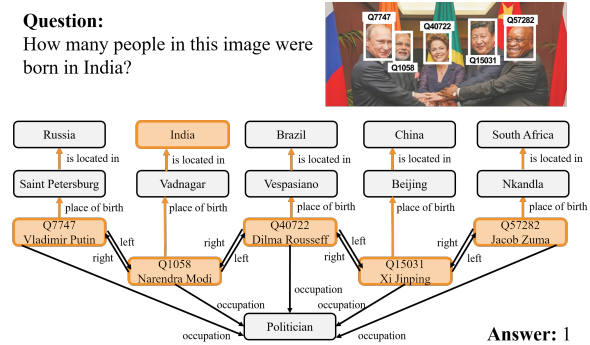 Question:
How many people in this image were
born in India?
Q7747
Q1058
Q40722
Q15031
Q57282
Russia
India
Brazil
China
South Africa
is located in
is located in
is located in
is located in
is located in
Saint Petersburg
Vadnagar
Vespasiano
Beijing
Nkandla
place of birth
place of birth
place of birth
place of birth
place of birth
Q7747
Vladimir Putin
Q40722
Dilma Rousseff
Q57282
Jacob Zuma
left
right
right
left
left
right
right
left
Q1058
Narendra Modi
Q15031
Xi Jinping
occupation
occupation
occupation
occupation
occupation
Politician
Answer: 1